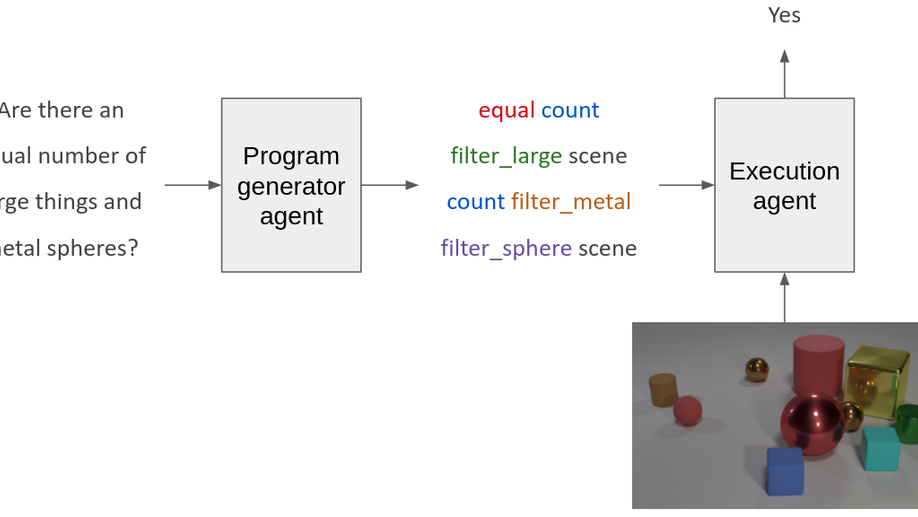 Yes
Are there an
ual number of
rge things and
etal spheres?
Program
generator
agent
equal count
filter_large scene
count filter_metal
filter_sphere scene
Execution
agent